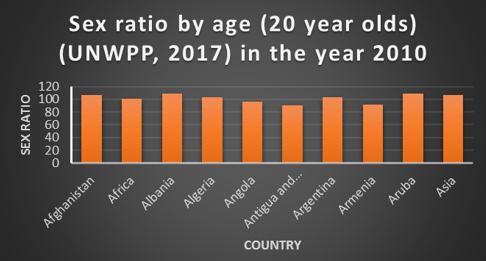 Sex ratio by age (20 year olds)
(UNWPP, 2017) in the year 2010
120
100
80
60
40
20
0
SEX RATIO
Afghanistan
Africa
Albania
Algeria
Angola
Antigua and...
Argentina
Armenia
Aruba
Asia
COUNTRY